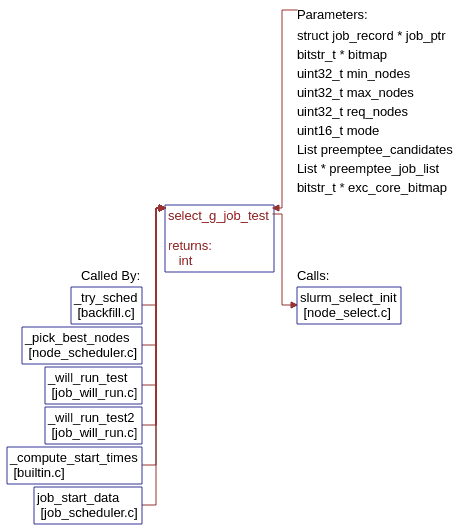 Parameters:
struct job_record * job_ptr
bitstr_t * bitmap
uint32_t min_nodes
uint32_t max_nodes
uint32_t req_nodes
uint16_t mode
List preemptee_candidates
List * preemptee_job_list
bitstr_t * exc_core_bitmap
select_g_job_test
returns:
int
Called By:
_try_sched
[backfill.c]
_pick_best_nodes
[node_scheduler.c]
_will_run_test
[job_will_run.c]
_will_run_test2
[job_will_run.c]
_compute_start_times
[builtin.c]
job_start_data
[job_scheduler.c]
Calls:
slurm_select_init
[node_select.c]